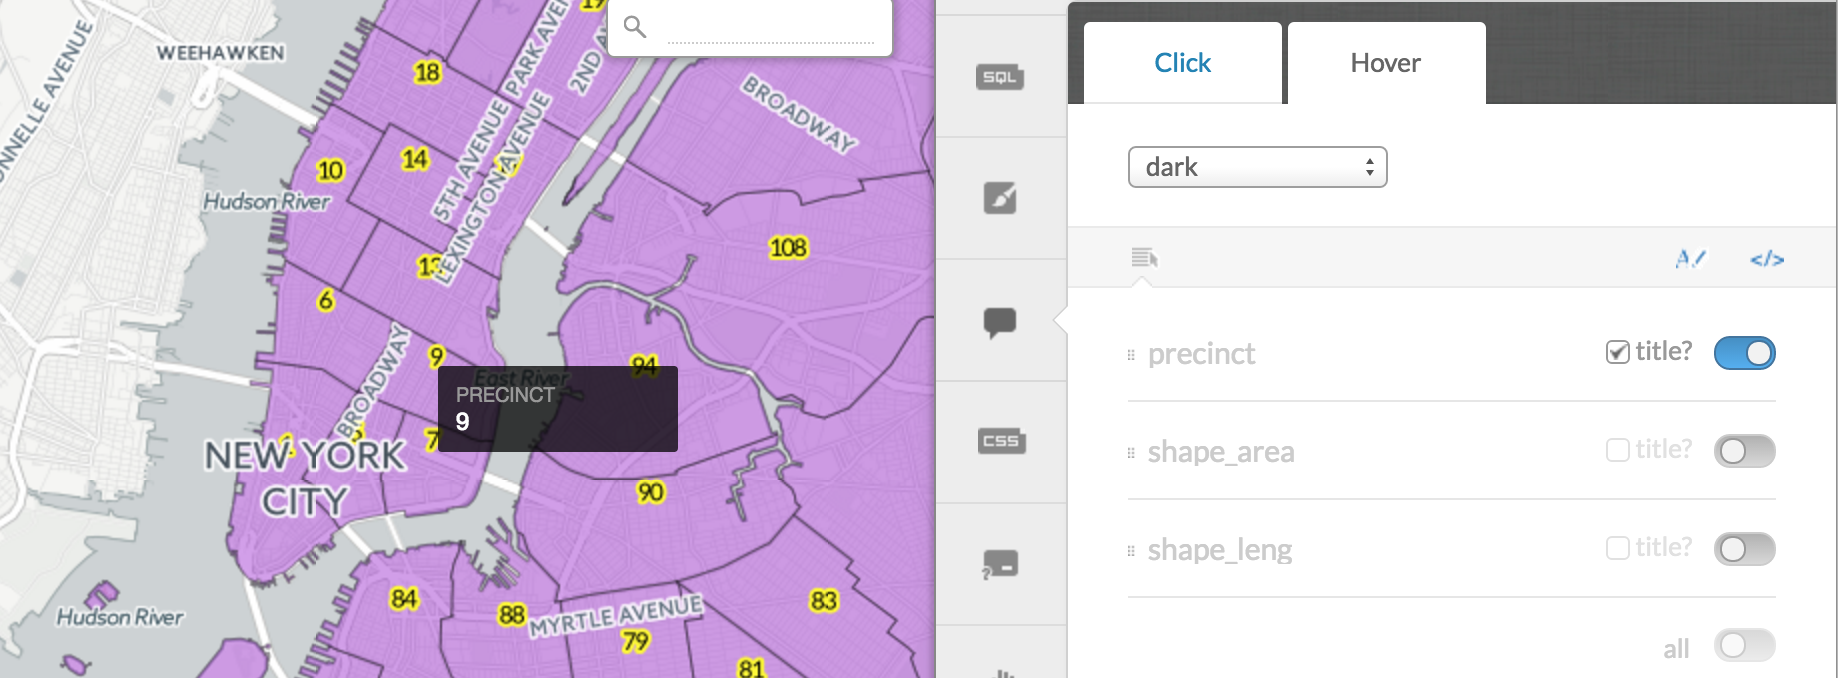 19
WEEHAWKEN
18
5TH AVENUE
PARK AVEN
2ND A
LEXINGTON AVENUE
BROADWAY
NNELLE AVENUE
10
14
Hudson River
108
13
6
BROADWAY
9
94
East River
PRECINCT
9
7
NEW YORK
CITY
90
84
88
MYRTLE AVENUE
83
Hudson River
79
81
SQL
CSS
?
Click
Hover
dark
A
</>
precinct
title?
shape_area
title?
shape_leng
title?
all